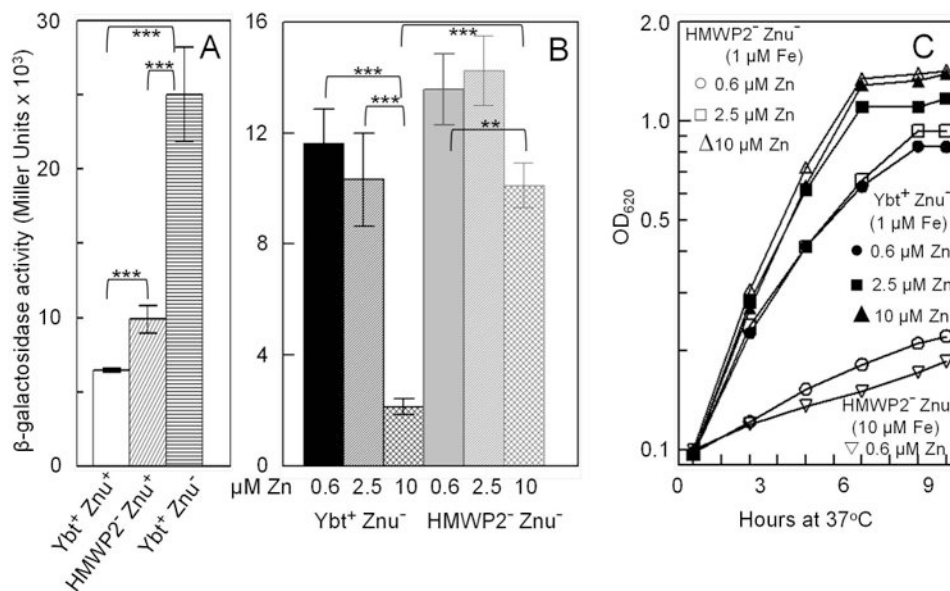 β-galactosidase activity (Miller Units x 10³)
30
20
10
0
A
***
***
***
Ybt⁺ Znu⁺
HMWP2⁻ Znu⁺
Ybt⁺ Znu⁻
16
12
8
4
0
B
***
***
***
**
µM Zn 0.6 2.5 10 0.6 2.5 10
Ybt⁺ Znu⁻ HMWP2⁻ Znu⁻
C
OD₆₂₀
2.0
1.0
0.5
0.1
HMWP2⁻ Znu⁻
(1 µM Fe)
○ 0.6 µM Zn
□ 2.5 µM Zn
△10 µM Zn
Ybt⁺ Znu⁻
(1 µM Fe)
● 0.6 µM Zn
■ 2.5 µM Zn
▲ 10 µM Zn
HMWP2⁻ Znu⁻
(10 µM Fe)
▽ 0.6 µM Zn
0 3 6 9
Hours at 37ºC